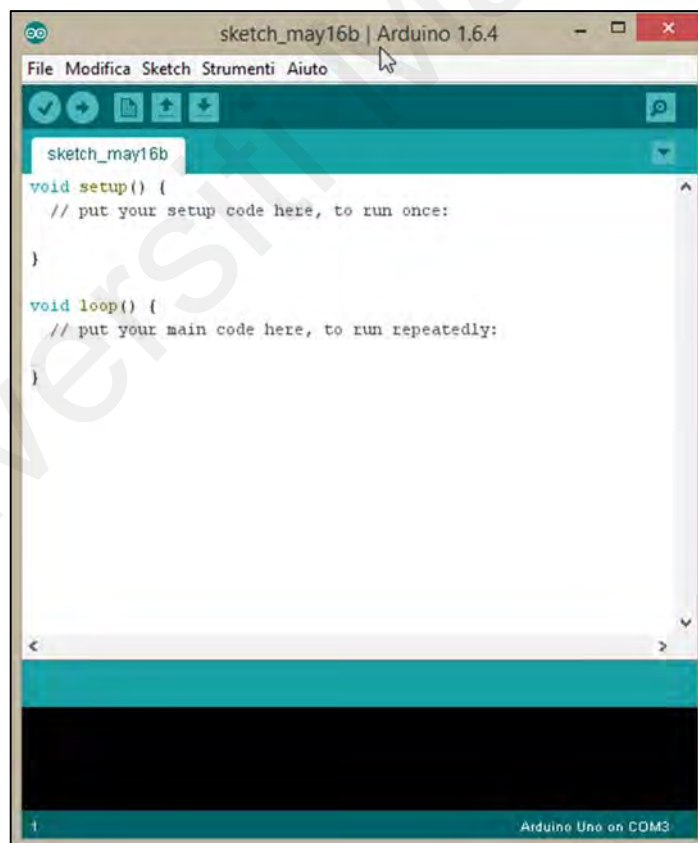 sketch_may16b | Arduino 1.6.4
File Modifica Sketch Strumenti Aiuto
sketch_may16b
void setup() {
// put your setup code here, to run once:
}
void loop() {
// put your main code here, to run repeatedly:
}
1 Arduino Uno on COM3